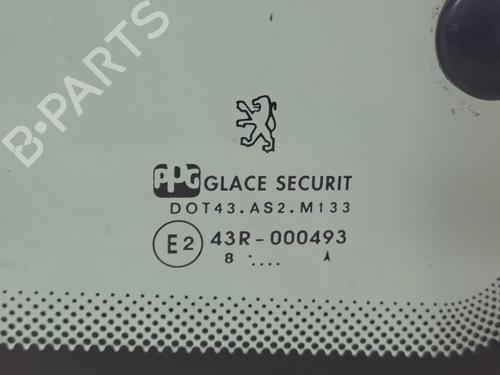 B-PARTS
PPG GLACE SECURIT
DOT43.AS2.M133
E2 43R-000493
8 .... A